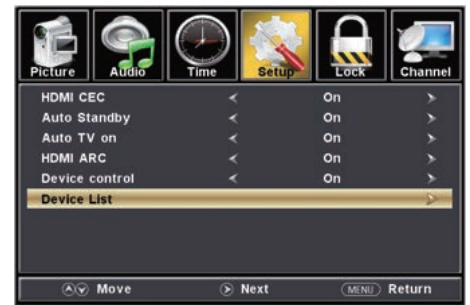 Picture Audio Time Setup Lock Channel
HDMI CEC On
Auto Standby On
Auto TV on On
HDMI ARC On
Device control On
Device List
Move Next MENU Return